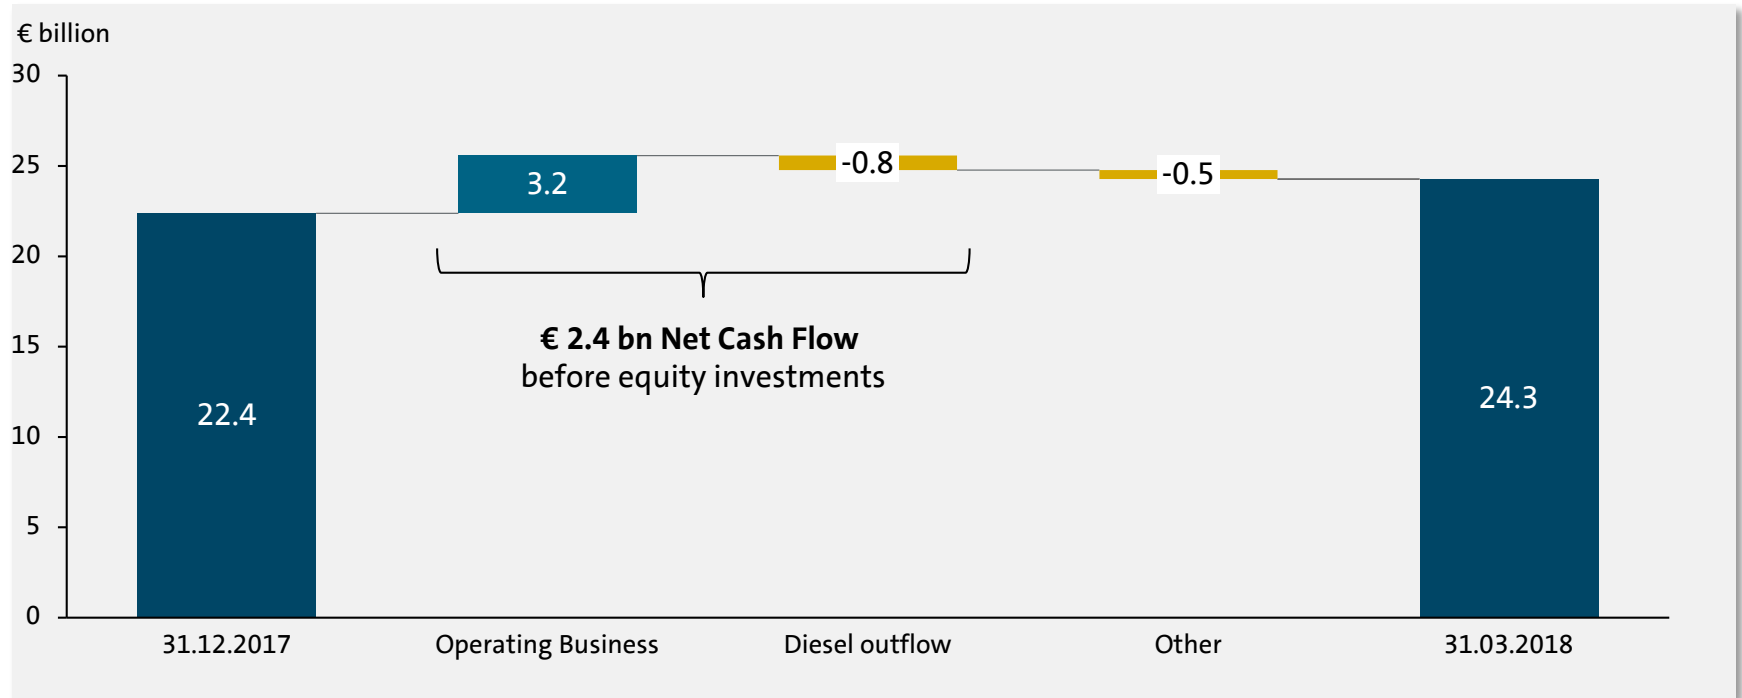 € billion
30
25
20
15
10
5
0
22.4
3.2
-0.8
-0.5
24.3
€ 2.4 bn Net Cash Flow
before equity investments
31.12.2017
Operating Business
Diesel outflow
Other
31.03.2018